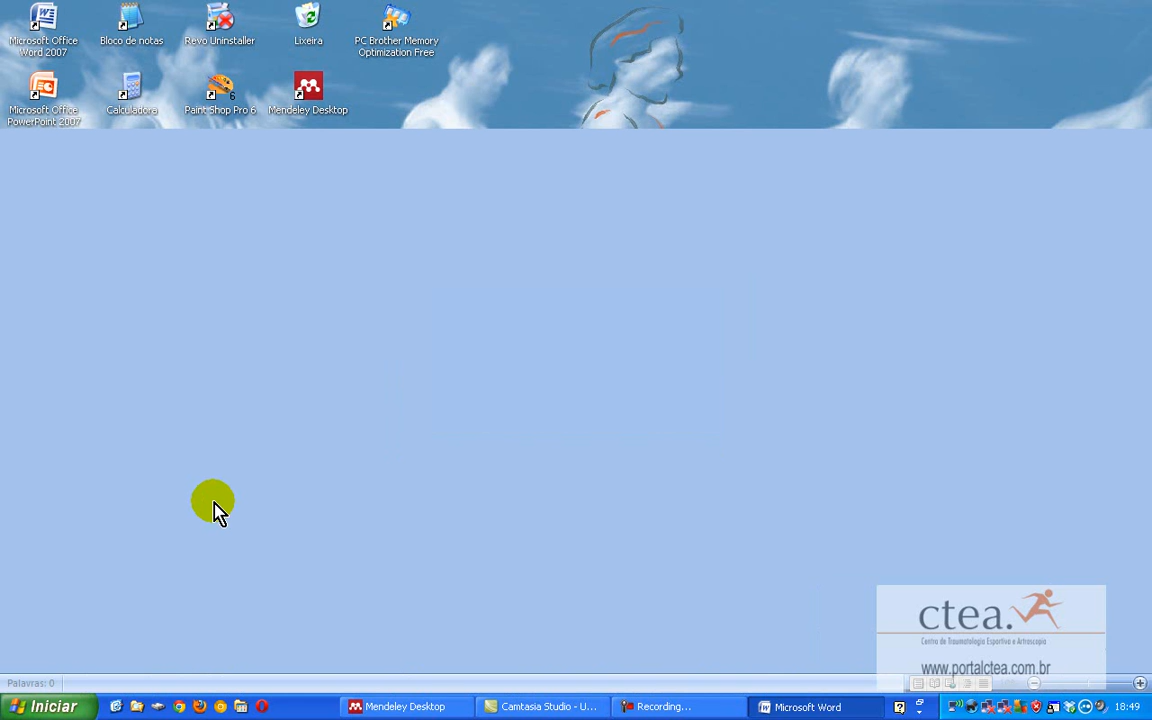 Microsoft Office
Word 2007
Bloco de notas
Revo Uninstaller
Lixeira
PC Brother Memory
Optimization Free
Microsoft Office
PowerPoint 2007
Calculadora
Paint Shop Pro 6
Mendeley Desktop
ctea.
Centro de Traumatologia Esportiva e Artroscopia
www.portalctea.com.br
Palavras: 0
Iniciar
Mendeley Desktop
Camtasia Studio - U...
Recording...
Microsoft Word
18:49